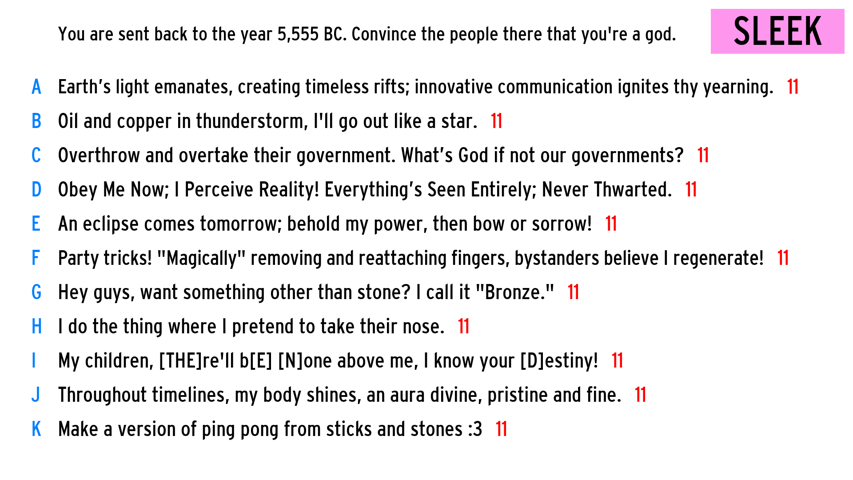 You are sent back to the year 5,555 BC. Convince the people there that you're a god.
SLEEK
A Earth's light emanates, creating timeless rifts; innovative communication ignites thy yearning. 11
B Oil and copper in thunderstorm, I'll go out like a star. 11
C Overthrow and overtake their government. What's God if not our governments? 11
D Obey Me Now; I Perceive Reality! Everything's Seen Entirely; Never Thwarted. 11
E An eclipse comes tomorrow; behold my power, then bow or sorrow! 11
F Party tricks! "Magically" removing and reattaching fingers, bystanders believe I regenerate! 11
G Hey guys, want something other than stone? I call it "Bronze." 11
H I do the thing where I pretend to take their nose. 11
I My children, [THE]re'll b[E] [N]one above me, I know your [D]estiny! 11
J Throughout timelines, my body shines, an aura divine, pristine and fine. 11
K Make a version of ping pong from sticks and stones :3 11